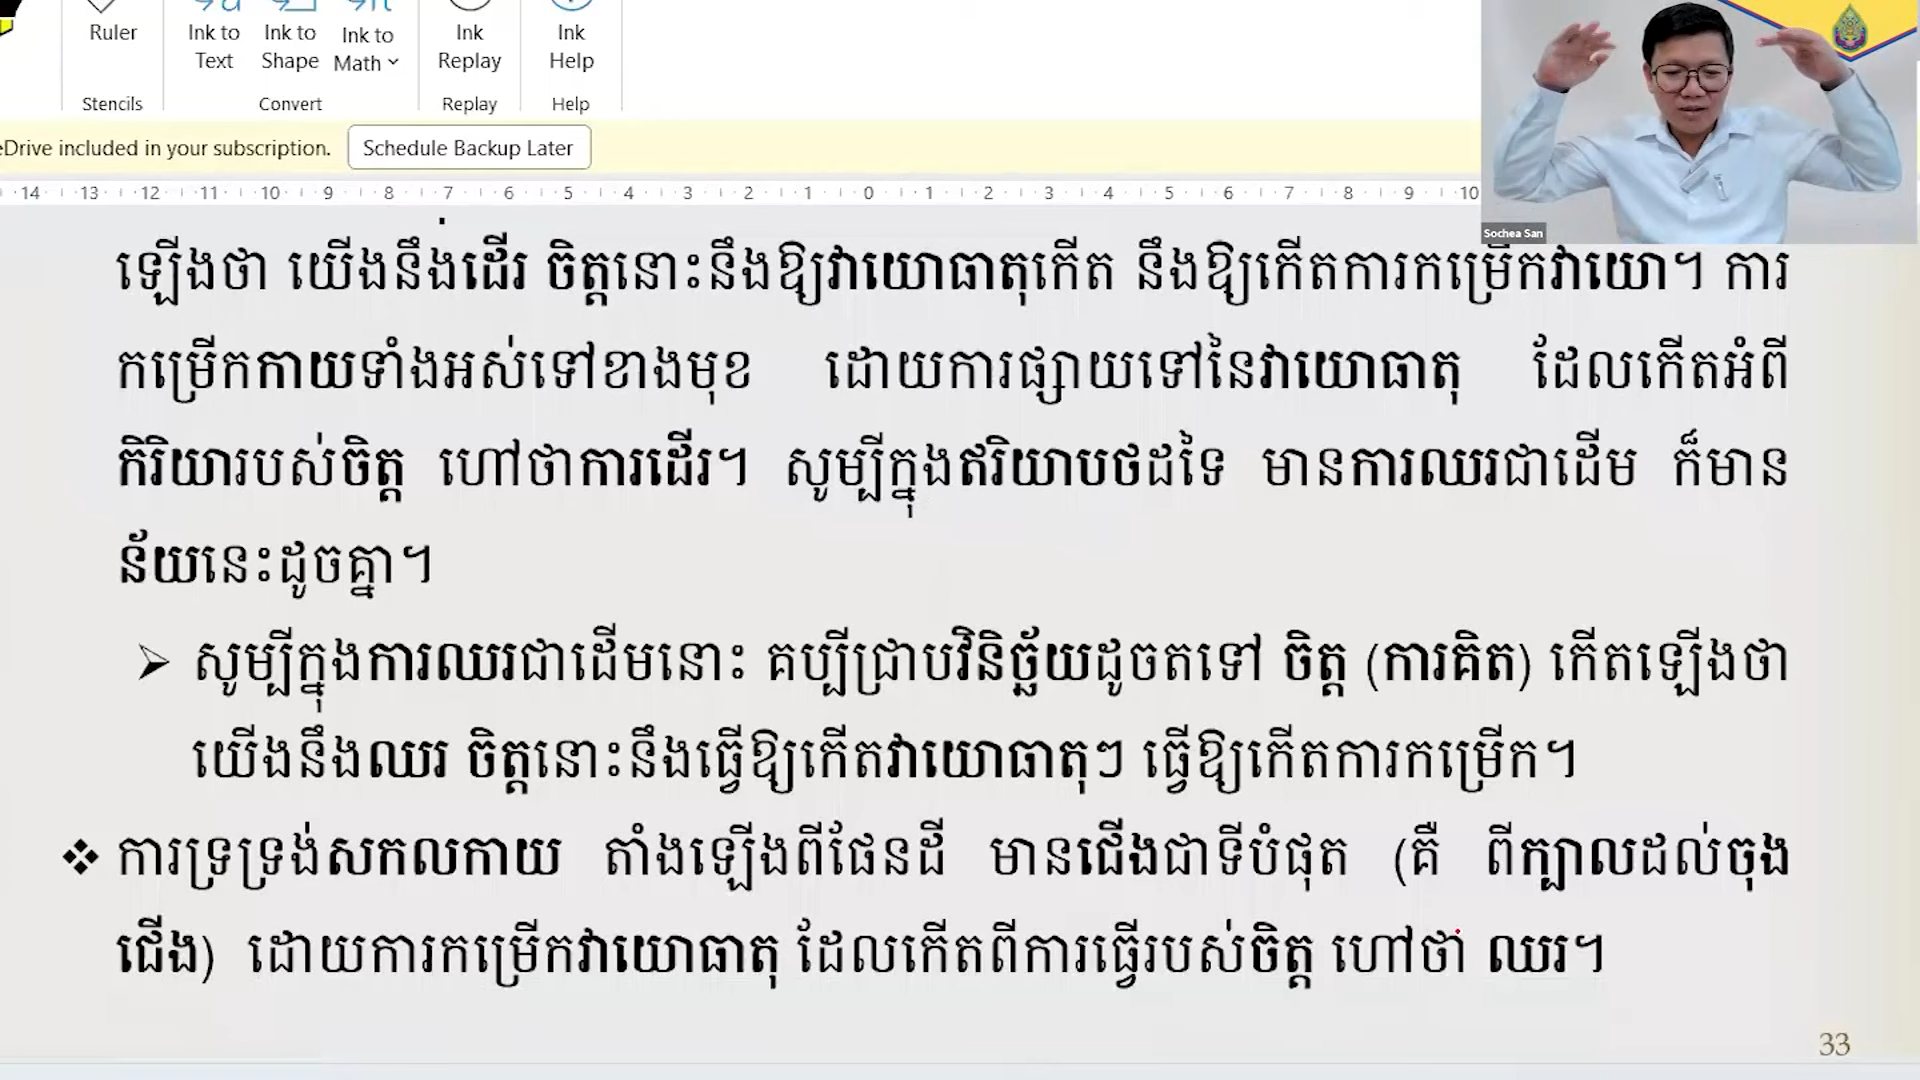 Ruler
Ink to Text
Ink to Shape
Ink to Math
Ink Replay
Ink Help
Stencils
Convert
Replay
Help
eDrive included in your subscription.
Schedule Backup Later
14 13 12 11 10 9 8 7 6 5 4 3 2 1 0 1 2 3 4 5 6 7 8 9 10
Sochea San
ឡើងថា យើងនឹងដើរ ចិត្តនោះនឹងឱ្យវាយោធាតុកើត នឹងឱ្យកើតការកម្រើកវាយោ។ ការ
កម្រើកកាយទាំងអស់ទៅខាងមុខ ដោយការផ្សាយទៅនៃវាយោធាតុ ដែលកើតអំពី
កិរិយារបស់ចិត្ត ហៅថាការដើរ។ សូម្បីក្នុងឥរិយាបថដទៃ មានការឈរជាដើម ក៏មាន
ន័យនេះដូចគ្នា។
សូម្បីក្នុងការឈរជាដើមនោះ គប្បីជ្រាបវិនិច្ឆ័យដូចតទៅ ចិត្ត (ការគិត) កើតឡើងថា
យើងនឹងឈរ ចិត្តនោះនឹងធ្វើឱ្យកើតវាយោធាតុៗ ធ្វើឱ្យកើតការកម្រើក។
ការទ្រទ្រង់សកលកាយ តាំងឡើងពីផែនដី មានជើងជាទីបំផុត (គឺ ពីក្បាលដល់ចុង
ជើង) ដោយការកម្រើកវាយោធាតុ ដែលកើតពីការធ្វើរបស់ចិត្ត ហៅថា ឈរ។
33